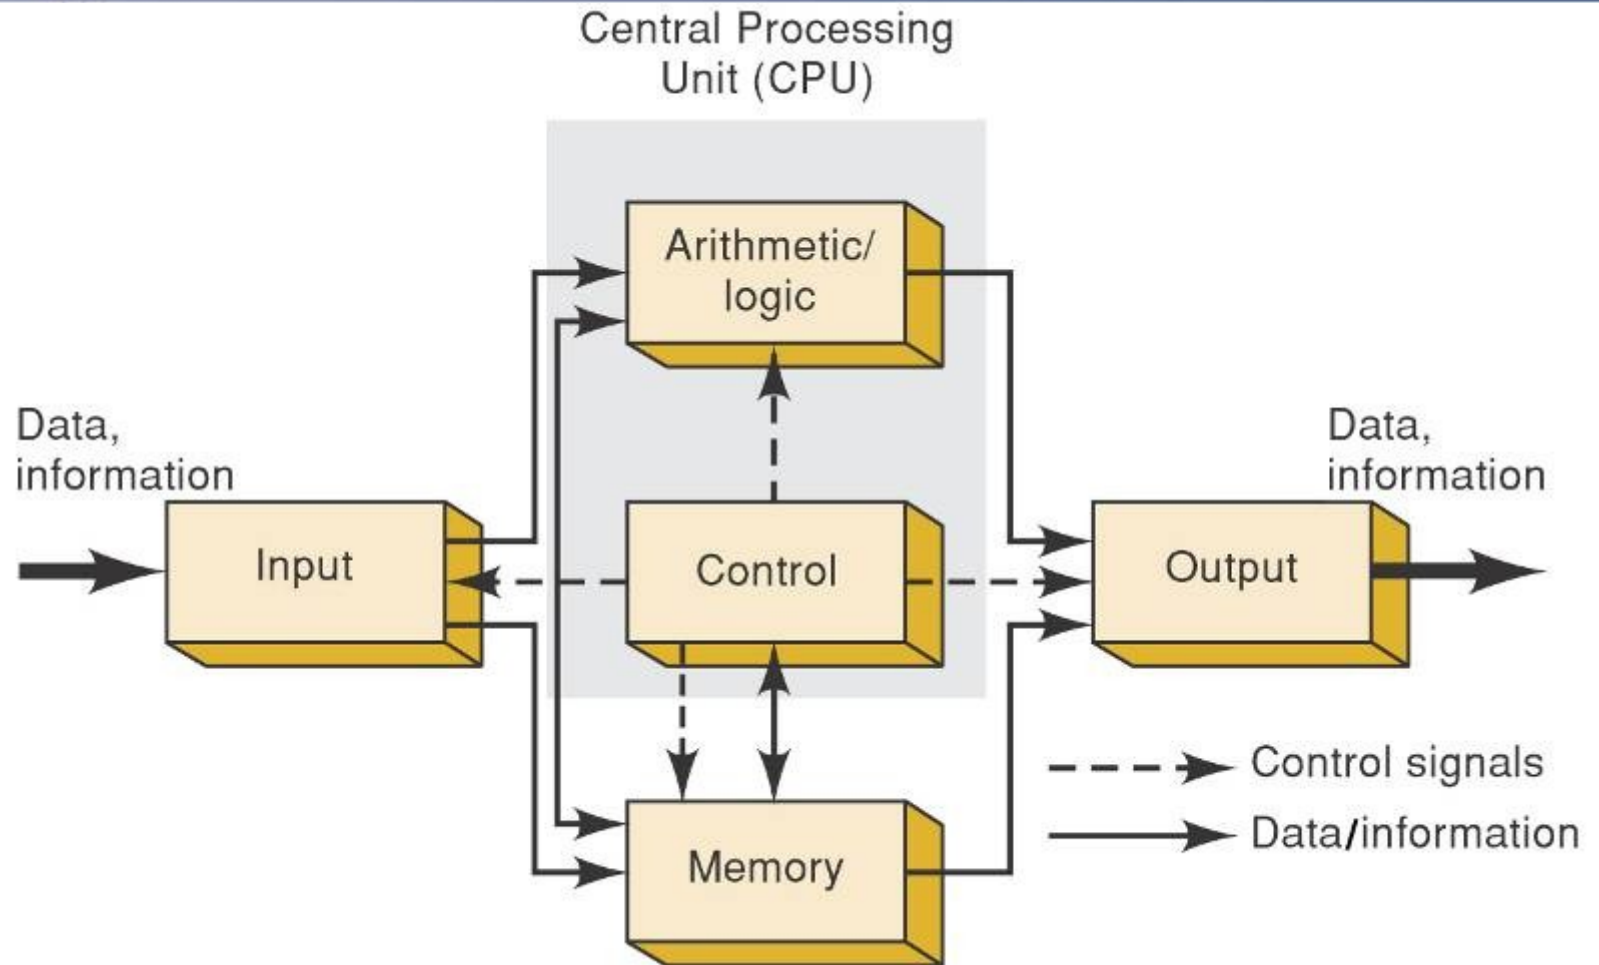 Central Processing
Unit (CPU)
Arithmetic/
logic
Data,
information
Data,
information
Input
Control
Output
Control signals
Data/information
Memory